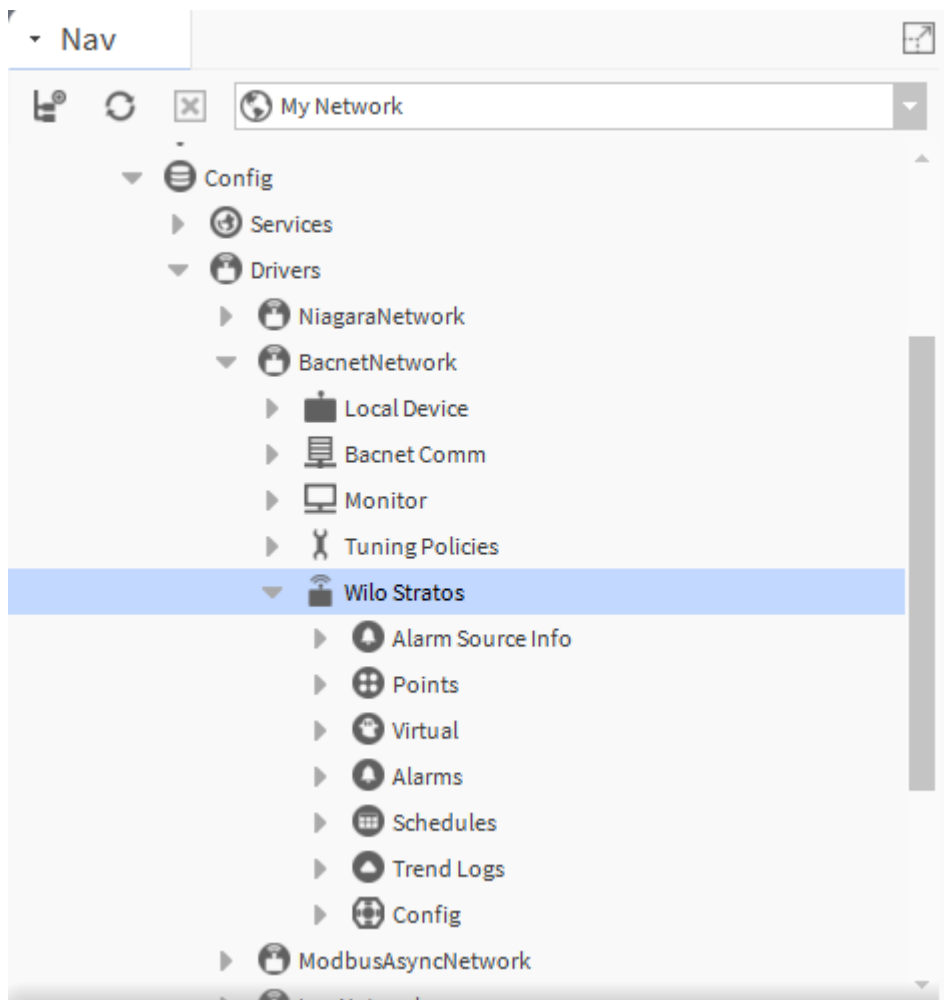 Nav
My Network
Config
Services
Drivers
NiagaraNetwork
BacnetNetwork
Local Device
Bacnet Comm
Monitor
Tuning Policies
Wilo Stratos
Alarm Source Info
Points
Virtual
Alarms
Schedules
Trend Logs
Config
ModbusAsyncNetwork